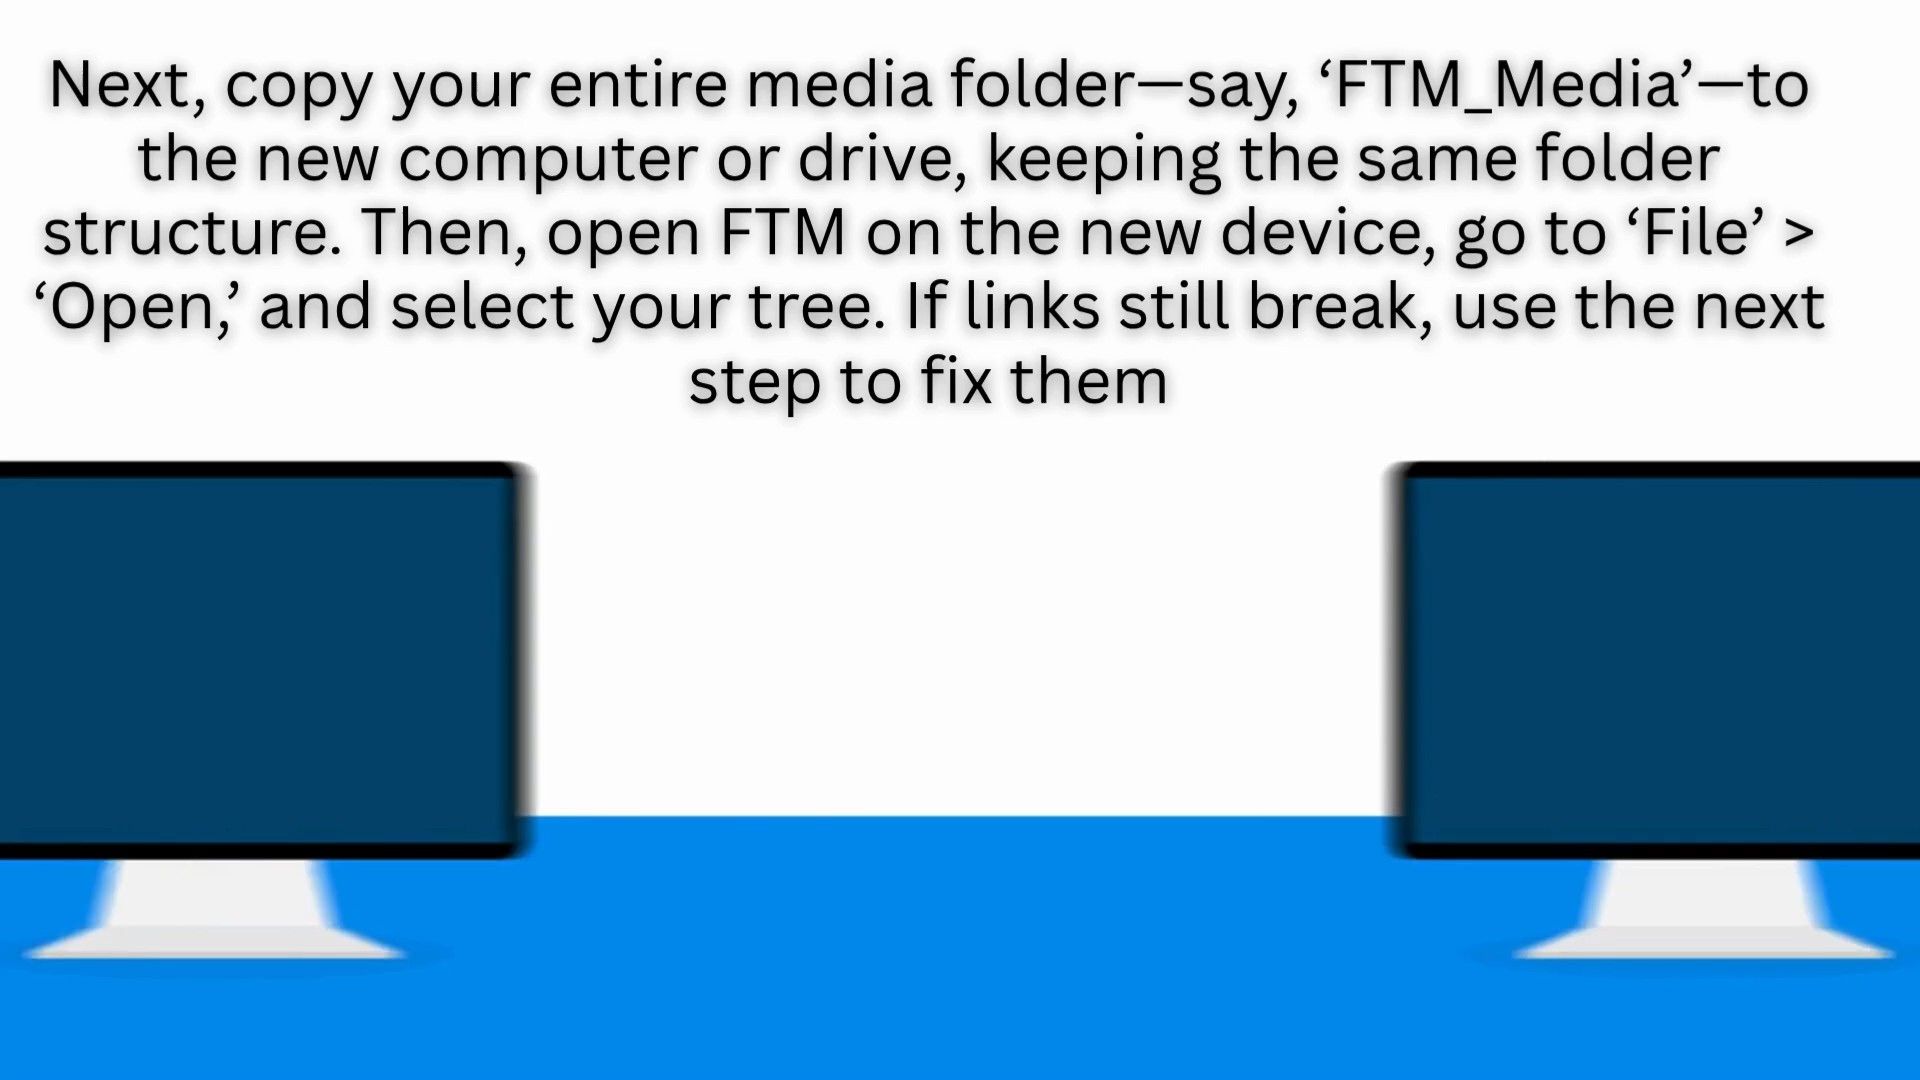 Next, copy your entire media folder—say, ‘FTM_Media’—to
the new computer or drive, keeping the same folder
structure. Then, open FTM on the new device, go to ‘File’ >
‘Open,’ and select your tree. If links still break, use the next
step to fix them